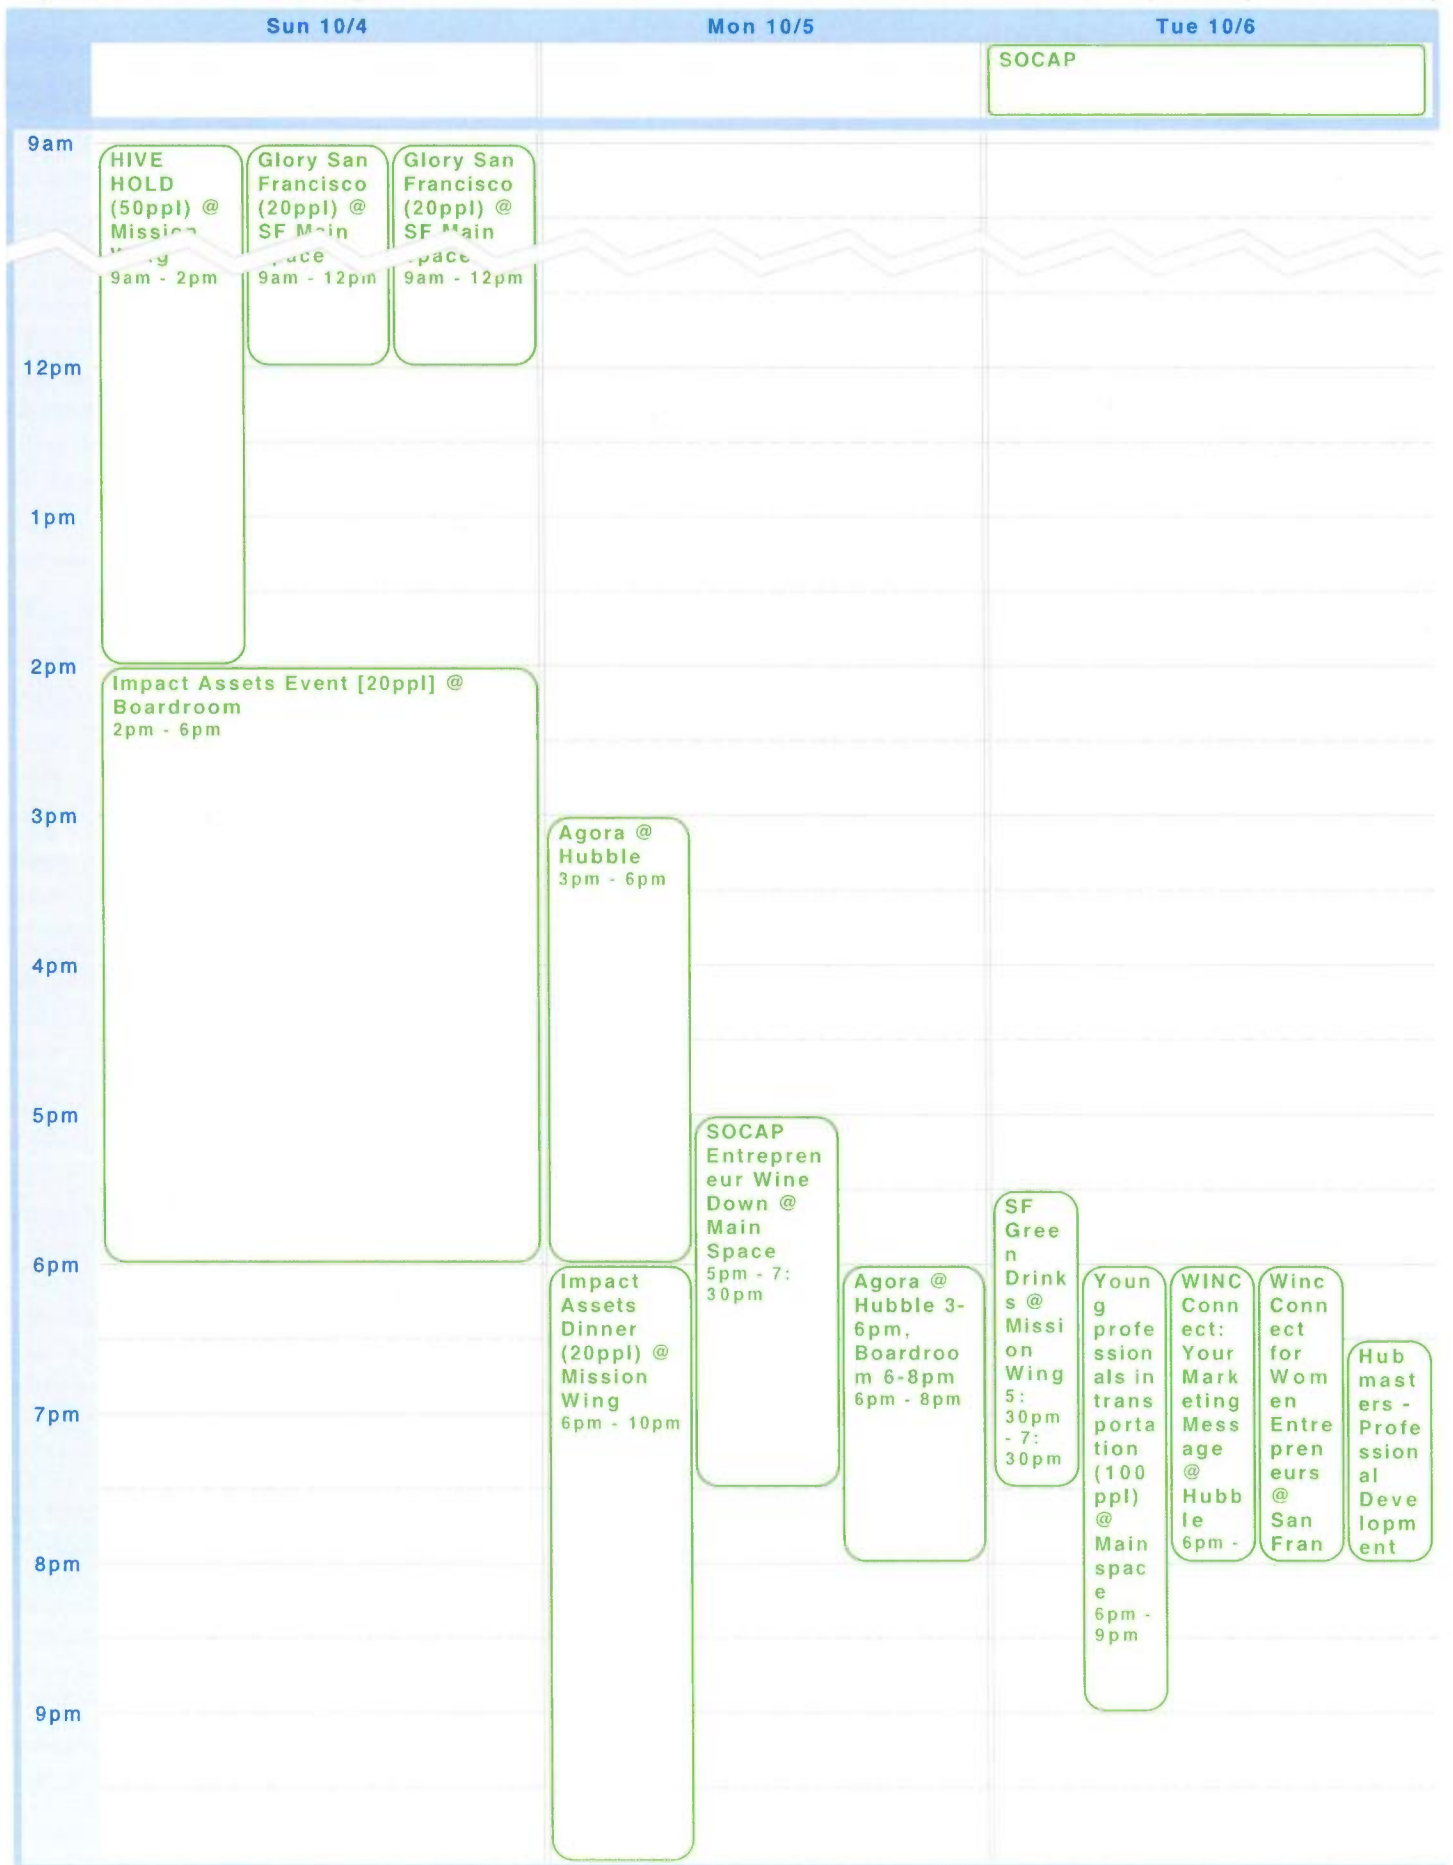 Sun 10/4
Mon 10/5
Tue 10/6
SOCAP
9am
12pm
1pm
2pm
3pm
4pm
5pm
6pm
7pm
8pm
9pm
HIVE
HOLD
(50ppl) @
Mission
9am - 2pm
Glory San
Francisco
(20ppl) @
SF Main
9am - 12pm
Glory San
Francisco
(20ppl) @
SF Main
9am - 12pm
Impact Assets Event [20ppl] @
Boardroom
2pm - 6pm
Agora @
Hubble
3pm - 6pm
SOCAP
Entrepren
eur Wine
Down @
Main
Space
5pm - 7:
30pm
Impact
Assets
Dinner
(20ppl) @
Mission
Wing
6pm - 10pm
Agora @
Hubble 3-
6pm,
Boardroo
m 6-8pm
6pm - 8pm
SF
Gree
n
Drink
s @
Missi
on
Wing
5:
30pm
- 7:
30pm
Youn
g
profe
ssion
als in
trans
porta
tion
(100
ppl)
@
Main
spac
e
6pm -
9pm
WINC
Conn
ect:
Your
Mark
eting
Mess
age
@
Hubb
le
6pm -
Winc
Conn
ect
for
Wom
en
Entre
pren
eurs
@
San
Fran
Hub
mast
ers -
Profe
ssion
al
Deve
lopm
ent